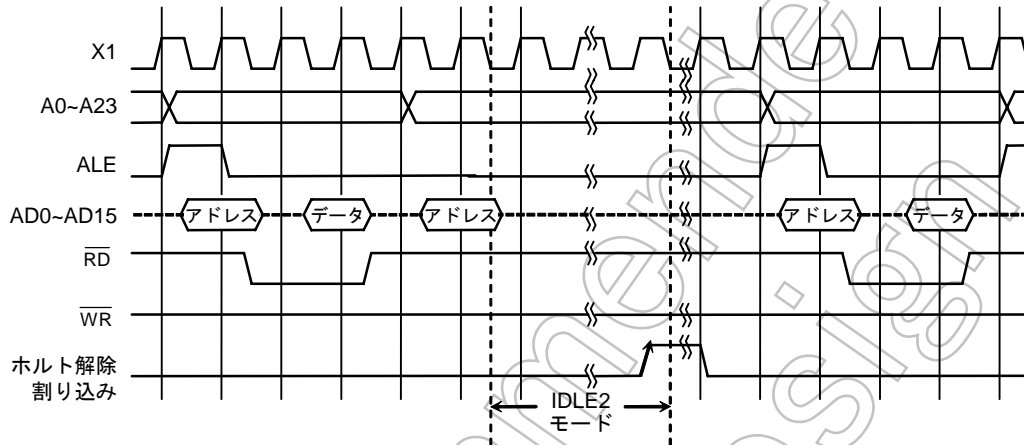 X1
A0~A23
ALE
AD0~AD15 アドレス データ アドレス アドレス データ
RD
WR
ホルト解除
割り込み
IDLE2
モード